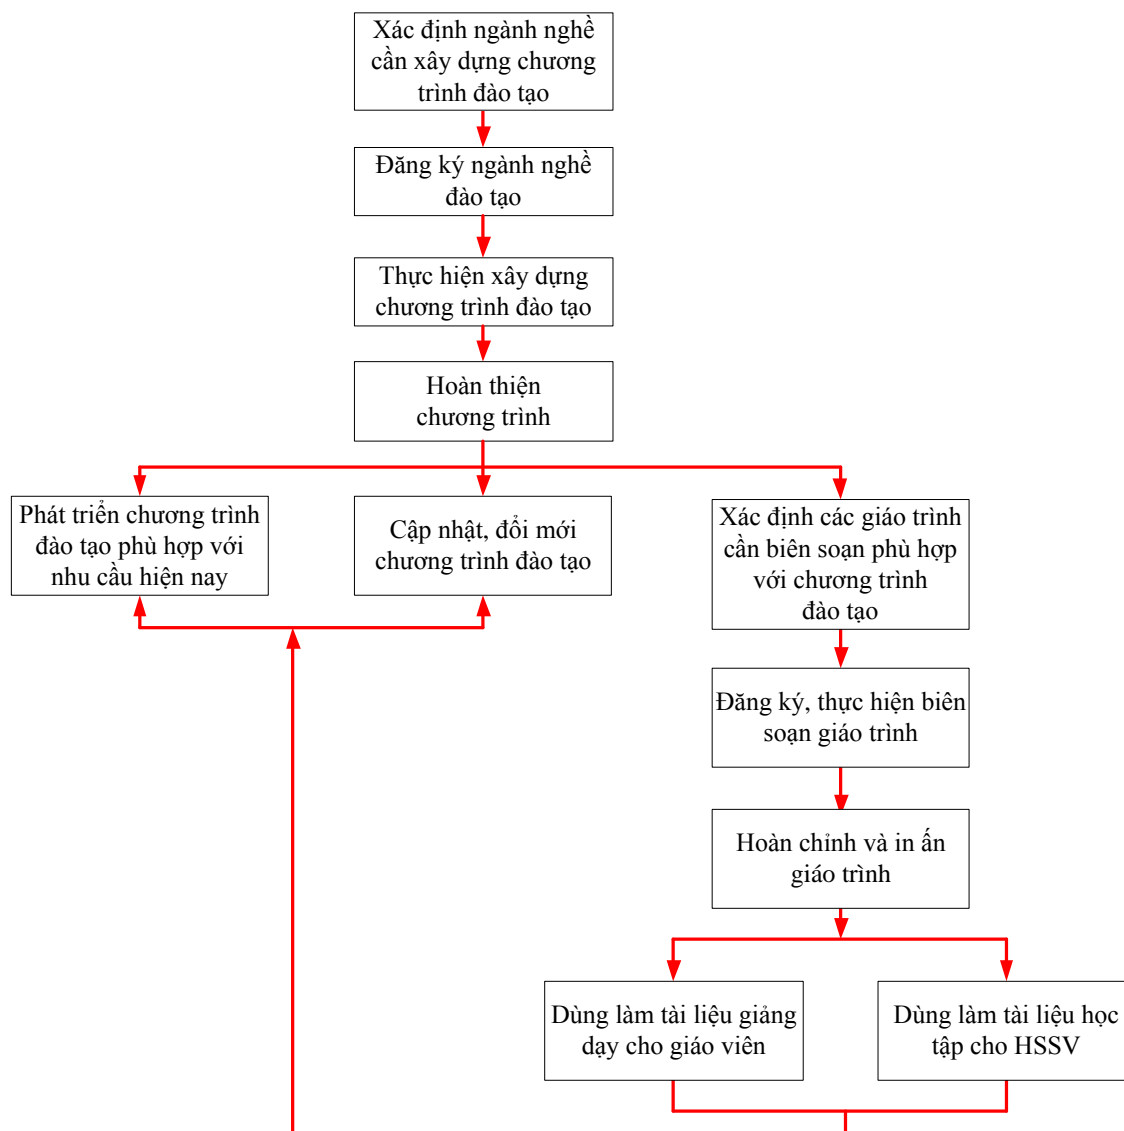 Xác định ngành nghề
cần xây dựng chương
trình đào tạo
Đăng ký ngành nghề
đào tạo
Thực hiện xây dựng
chương trình đào tạo
Hoàn thiện
chương trình
Phát triển chương trình
đào tạo phù hợp với
nhu cầu hiện nay
Cập nhật, đổi mới
chương trình đào tạo
Xác định các giáo trình
cần biên soạn phù hợp
với chương trình
đào tạo
Đăng ký, thực hiện biên
soạn giáo trình
Hoàn chỉnh và in ấn
giáo trình
Dùng làm tài liệu giảng
dạy cho giáo viên
Dùng làm tài liệu học
tập cho HSSV